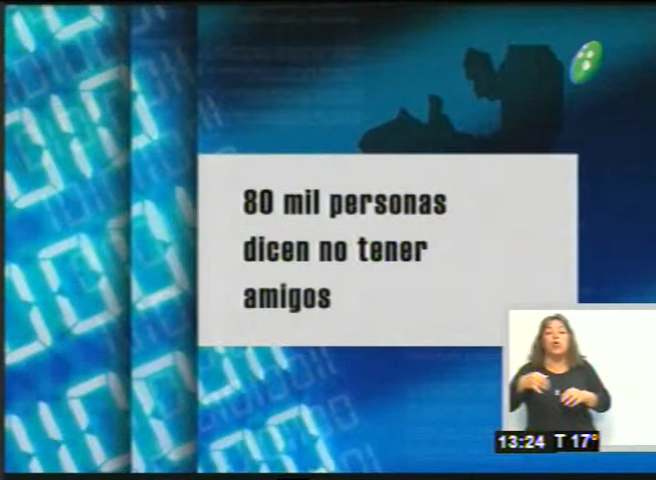 80 mil personas
dicen no tener
amigos
13:24 T 17°